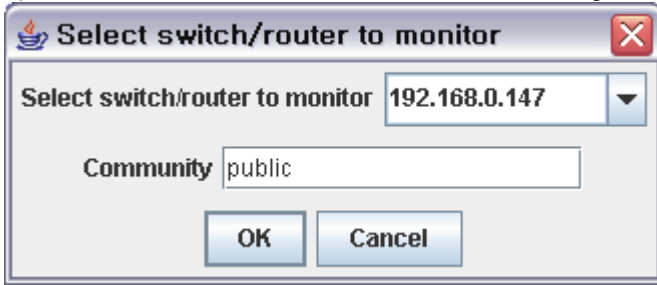 Select switch/router to monitor
Select switch/router to monitor 192.168.0.147
Community public
OK Cancel